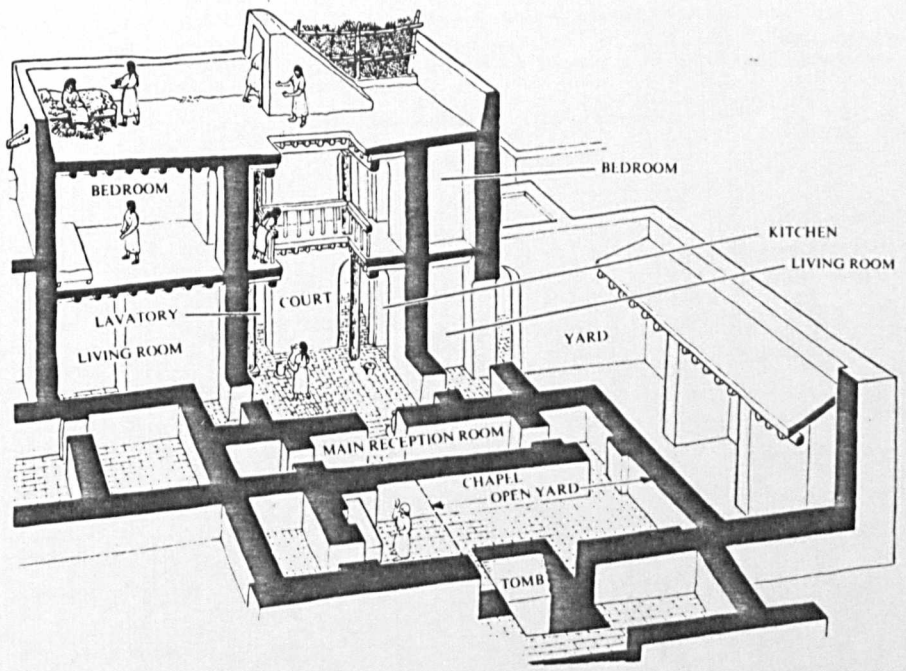 BEDROOM
BEDROOM
KITCHEN
LIVING ROOM
COURT
LAVATORY
YARD
LIVING ROOM
MAIN RECEPTION ROOM
CHAPEL
OPEN YARD
TOMB